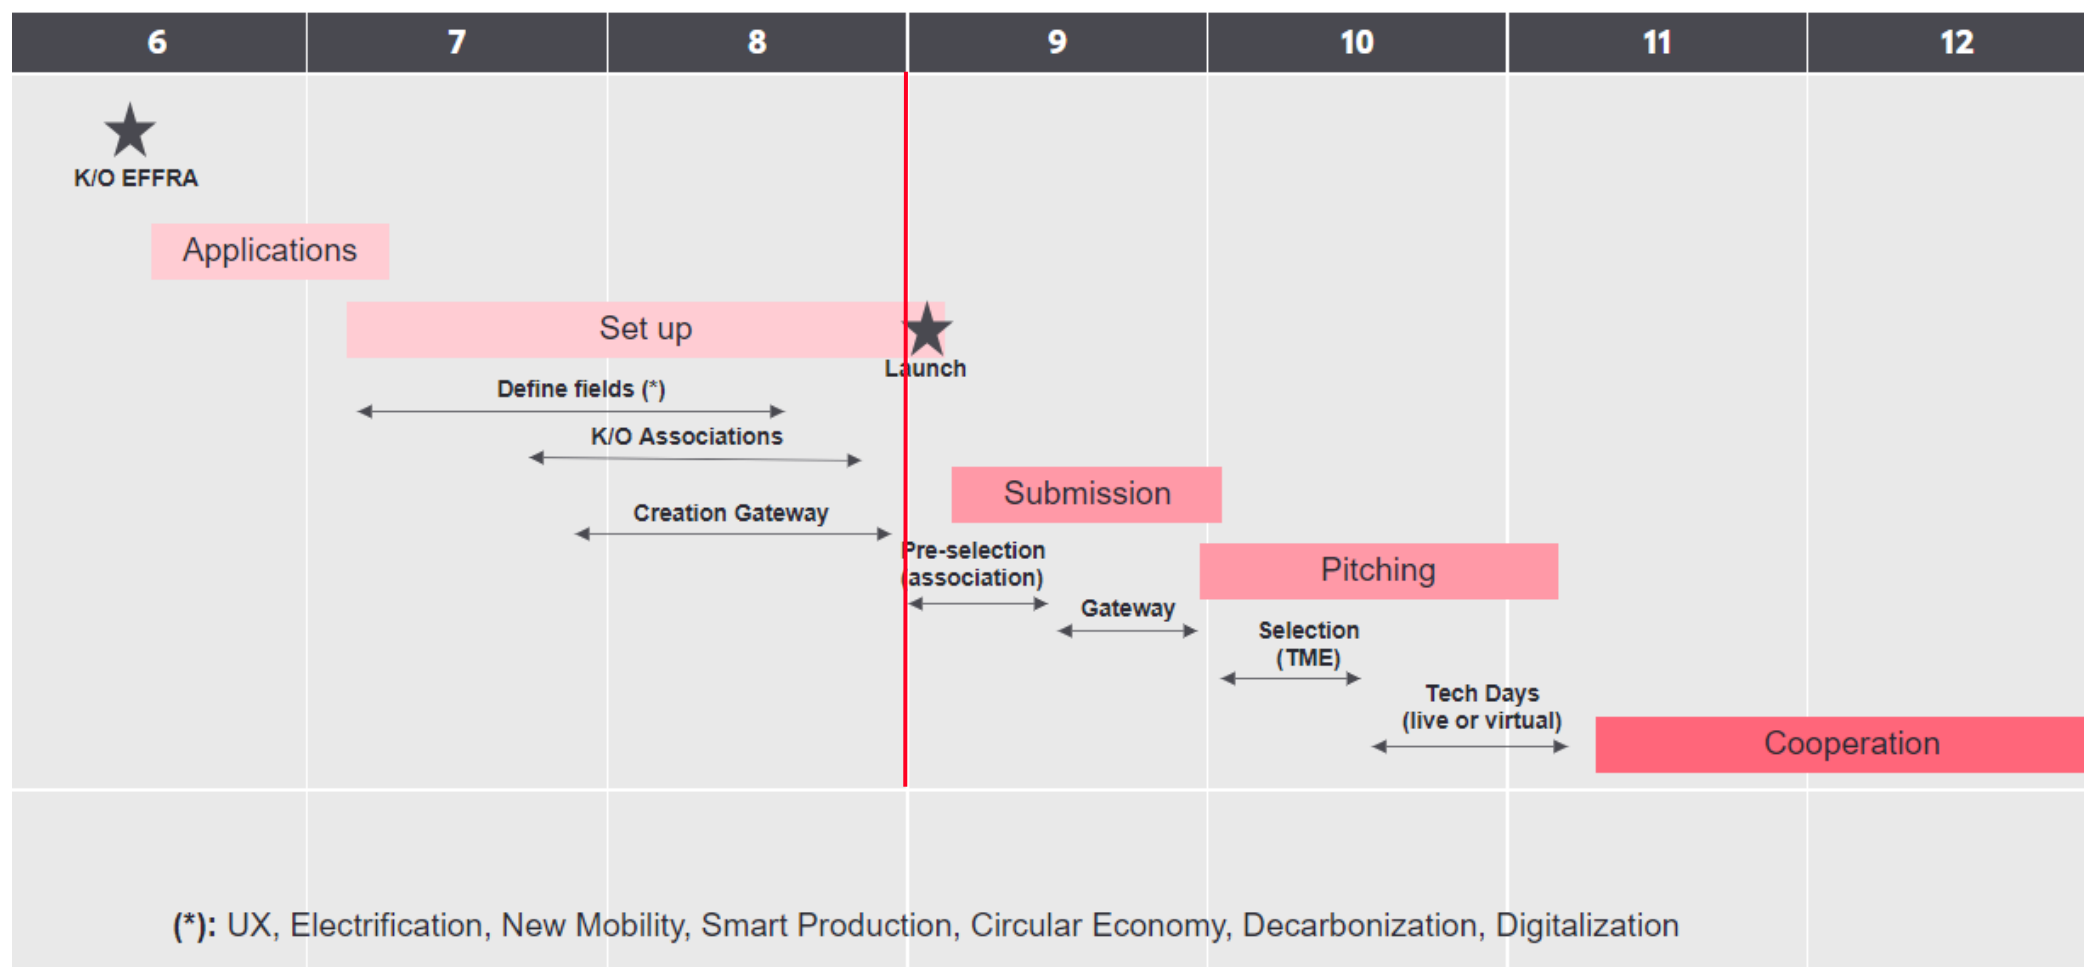 6 7 8 9 10 11 12
K/O EFFRA
Applications
Set up
Launch
Define fields (*)
K/O Associations
Submission
Creation Gateway
Pre-selection
(association)
Pitching
Gateway
Selection
(TME)
Tech Days
(live or virtual)
Cooperation
(*): UX, Electrification, New Mobility, Smart Production, Circular Economy, Decarbonization, Digitalization